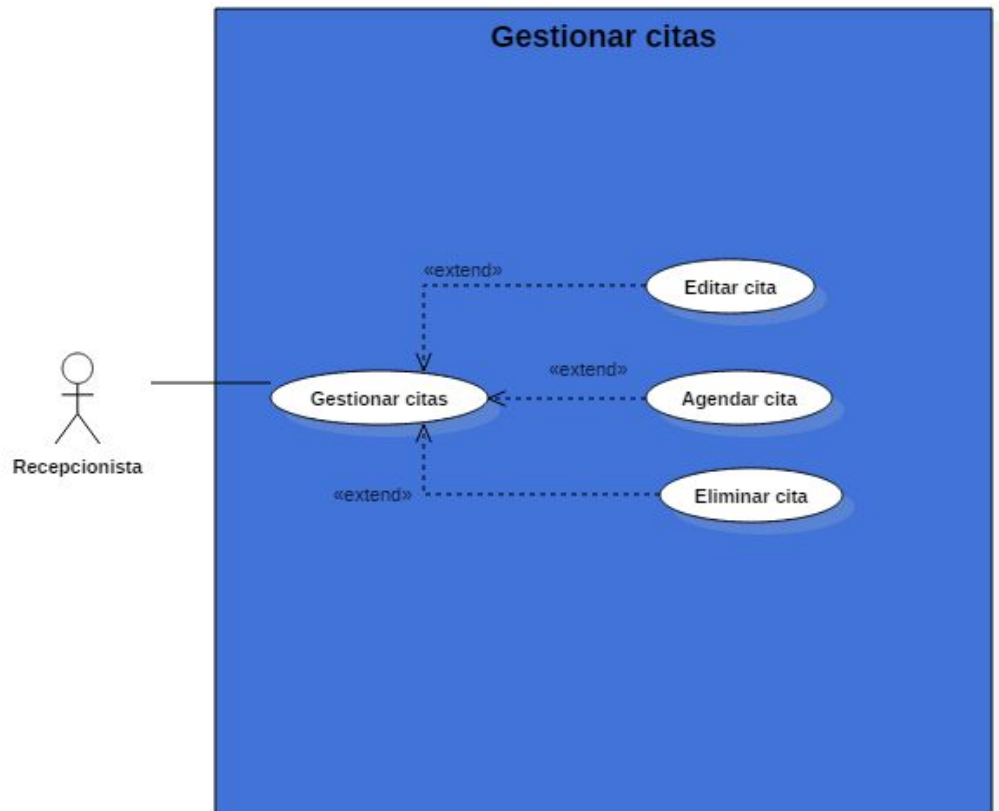 Gestionar citas
«extend»
Editar cita
«extend»
Gestionar citas
Agendar cita
Recepcionista
«extend»
Eliminar cita